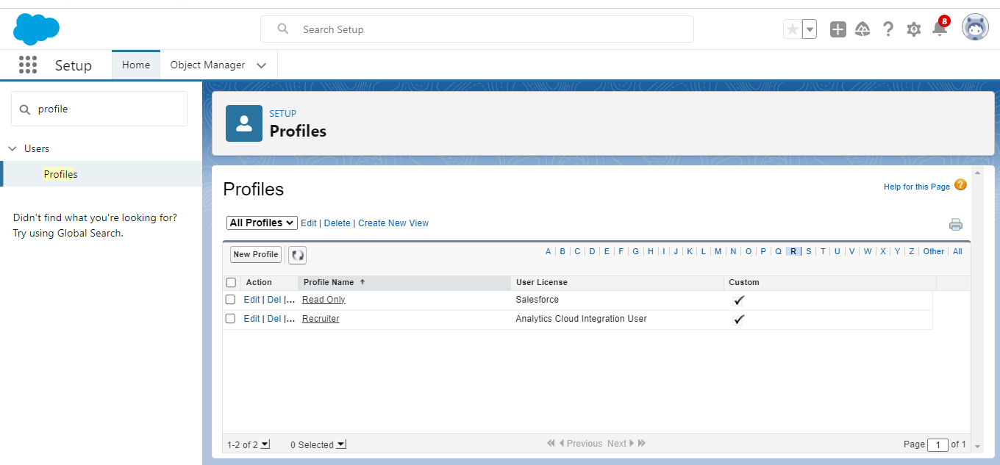 Search Setup
8
Setup Home Object Manager
profile
Users
Profiles
Didn't find what you're looking for?
Try using Global Search.
SETUP
Profiles
Profiles
Help for this Page ?
All Profiles Edit | Delete | Create New View
New Profile
A | B | C | D | E | F | G | H | I | J | K | L | M | N | O | P | Q | R | S | T | U | V | W | X | Y | Z | Other | All
Action Profile Name User License Custom
Edit | Del |... Read Only Salesforce
Edit | Del |... Recruiter Analytics Cloud Integration User
1-2 of 2 0 Selected Previous Next Page 1 of 1